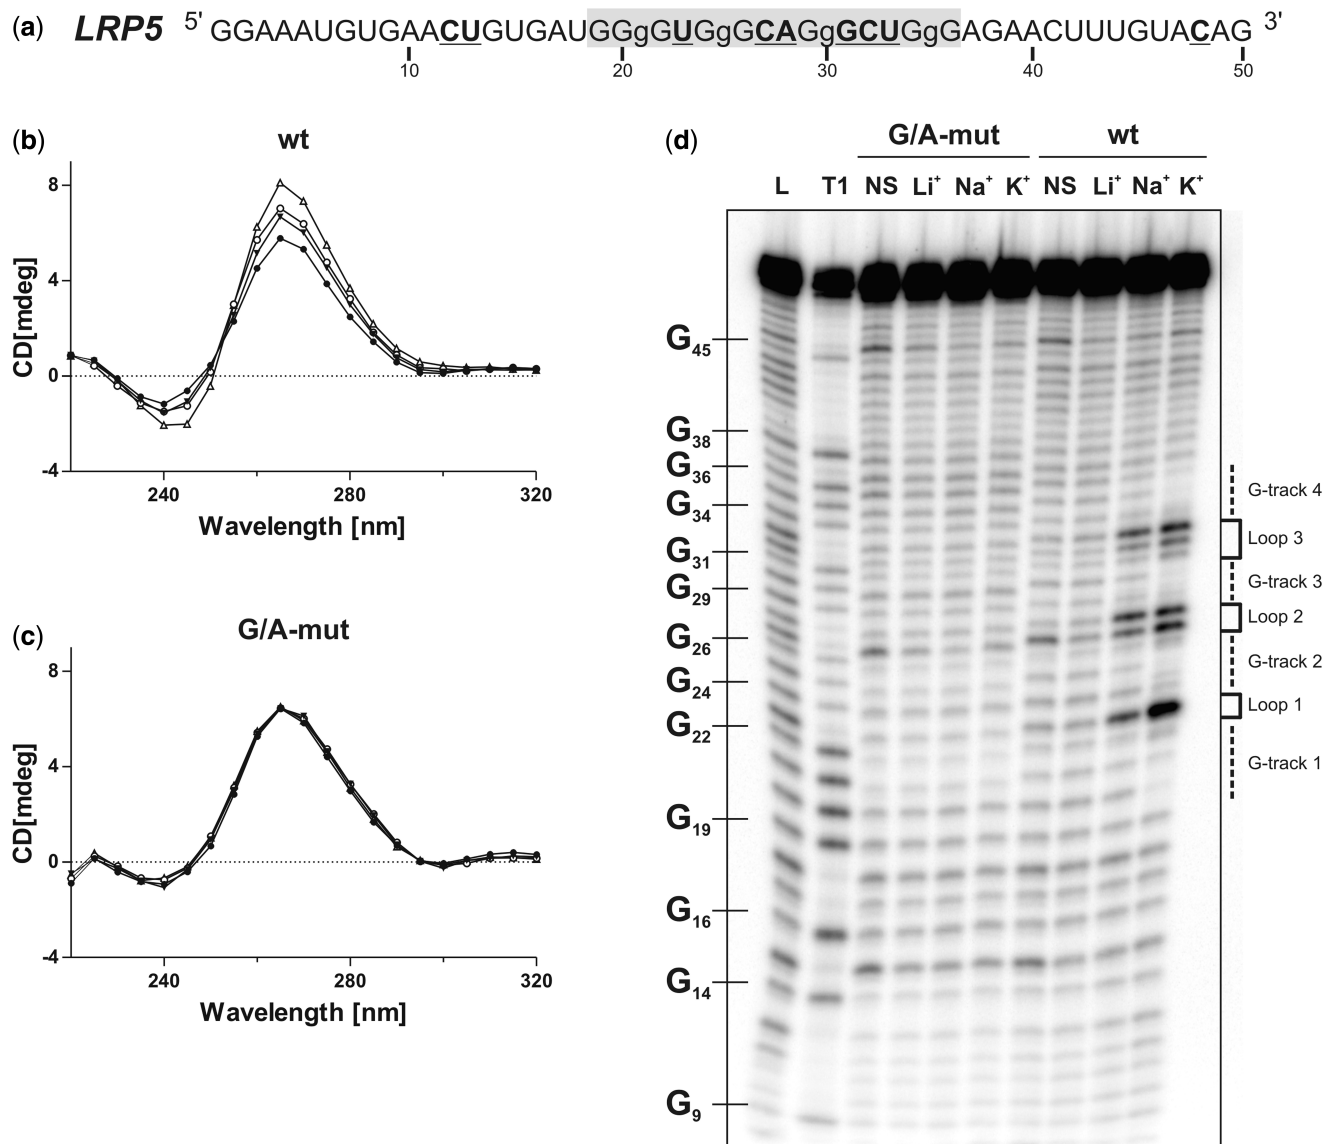 (a) LRP5 5' GGAAAUGUGAACUGUGAUGGgGUGgGCAGgGCUGgGAGAACUUUGUACAG 3'
10 20 30 40 50
(b) wt
8
4
0
-4
CD[mdeg]
240 280 320
Wavelength [nm]
(c) G/A-mut
8
4
0
-4
CD[mdeg]
240 280 320
Wavelength [nm]
(d) G/A-mut wt
L T1 NS Li+ Na+ K+ NS Li+ Na+ K+
G45
G38
G36
G34
G31
G29
G26
G24
G22
G19
G16
G14
G9
G-track 4
Loop 3
G-track 3
Loop 2
G-track 2
Loop 1
G-track 1